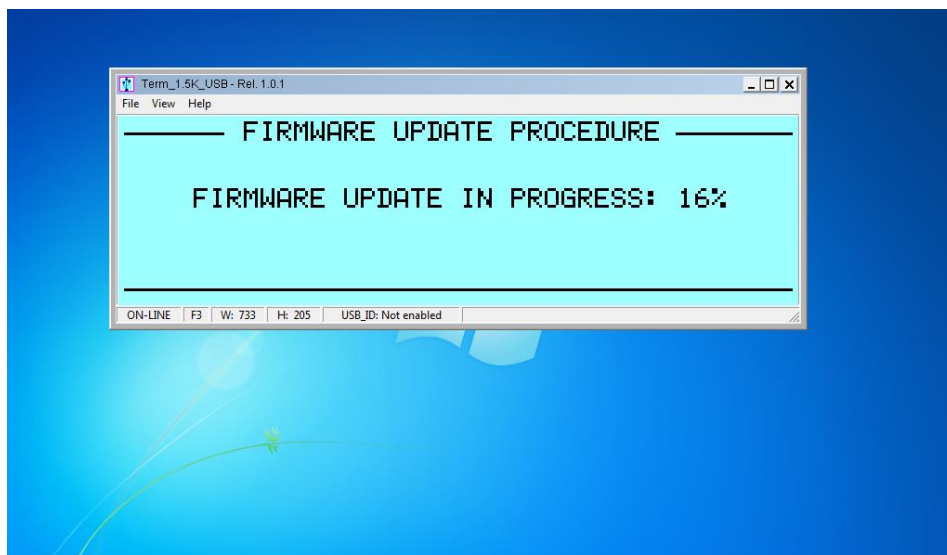 Term_1.5K_USB - Rel. 1.0.1
File View Help
FIRMWARE UPDATE PROCEDURE
FIRMWARE UPDATE IN PROGRESS: 16%
ON-LINE F3 W: 733 H: 205 USB_ID: Not enabled